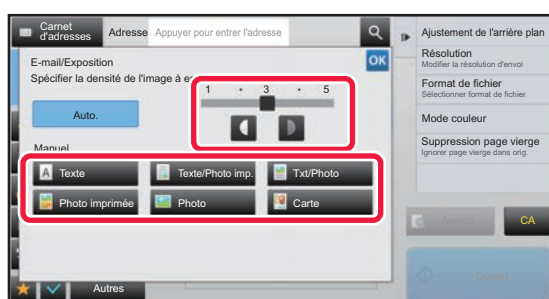 Carnet
d'adresses
Adresse
Appuyer pour entrer l'adresse
E-mail/Exposition
OK
Spécifier la densité de l'image à
1 • 3 • 5
Auto.
Manuel
A Texte
Texte/Photo imp.
Txt/Photo
Photo imprimée
Photo
Carte
Autres
Ajustement de l'arrière plan
Résolution
Modifier la résolution d'envoi
Format de fichier
Sélectionner format de fichier
Mode couleur
Suppression page vierge
Ignorer page vierge dans orig.
Aperçu
CA
Départ